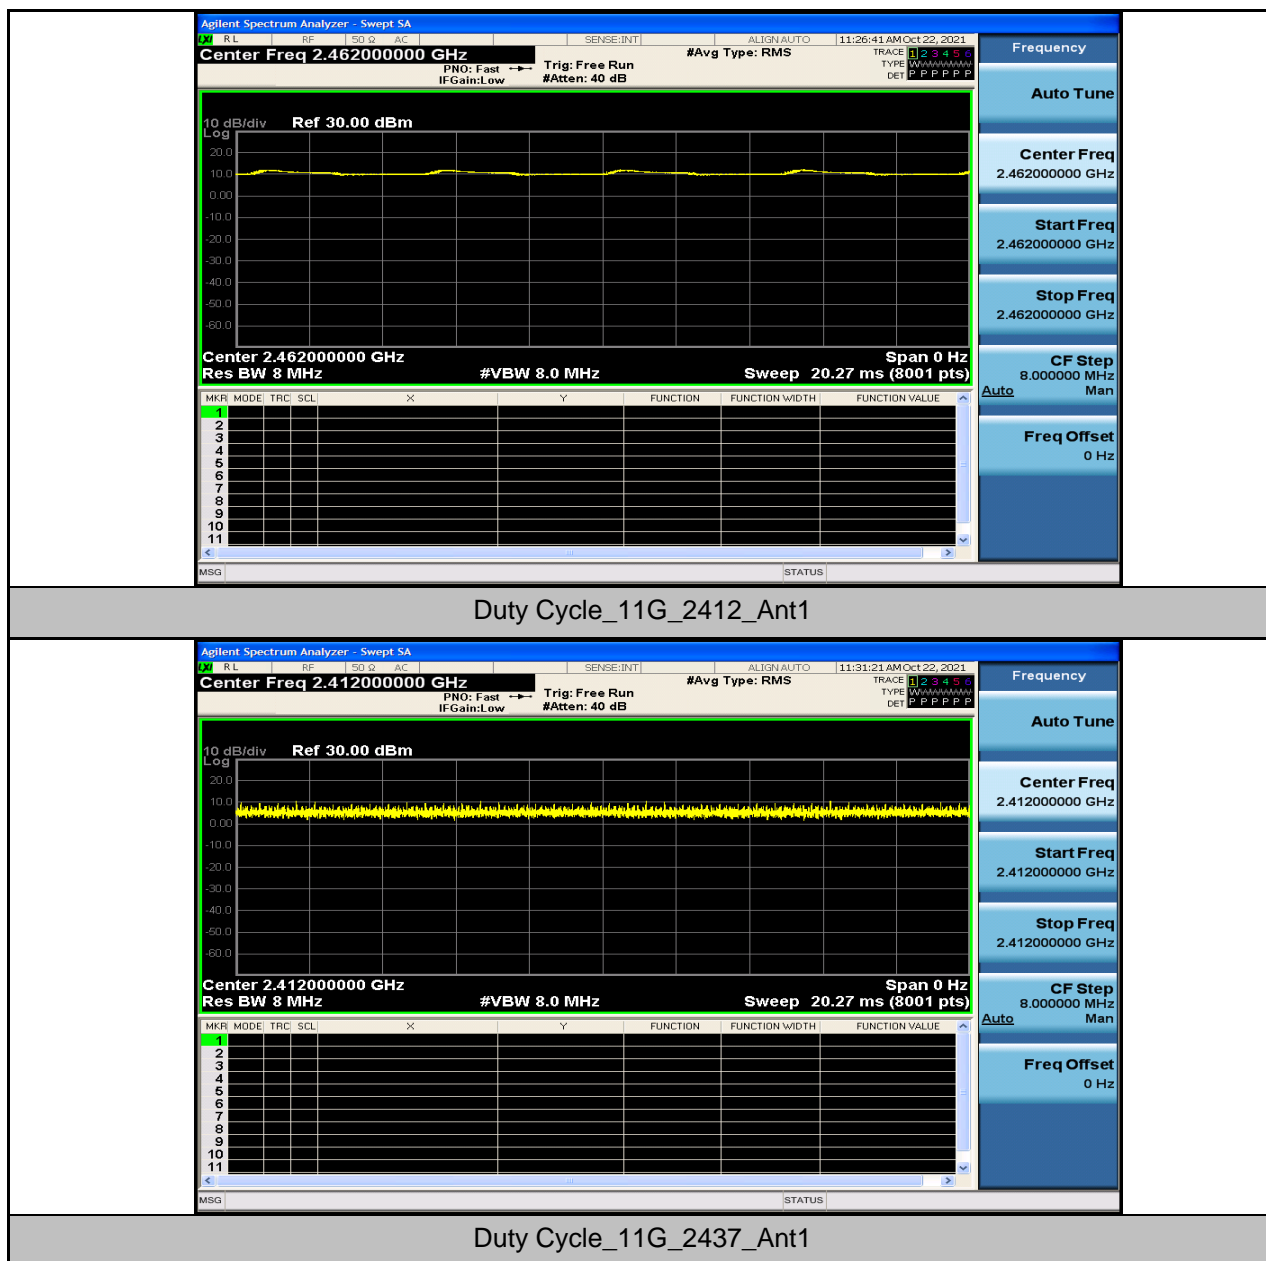 Agilent Spectrum Analyzer - Swept SA
LXI RL RF 50 Ω AC SENSE:INT ALIGN AUTO 11:26:41 AM Oct 22, 2021
Center Freq 2.462000000 GHz
#Avg Type: RMS
TRACE 1 2 3 4 5 6
TYPE
DET P P P P P P
PNO: Fast
IFGain:Low
Trig: Free Run
#Atten: 40 dB
10 dB/div Ref 30.00 dBm
Log
20.0
10.0
0.00
-10.0
-20.0
-30.0
-40.0
-50.0
-60.0
Center 2.462000000 GHz Span 0 Hz
Res BW 8 MHz #VBW 8.0 MHz Sweep 20.27 ms (8001 pts)
MKR MODE TRC SCL X Y FUNCTION FUNCTION WIDTH FUNCTION VALUE
1
2
3
4
5
6
7
8
9
10
11
MSG STATUS
Frequency
Auto Tune
Center Freq
2.462000000 GHz
Start Freq
2.462000000 GHz
Stop Freq
2.462000000 GHz
CF Step
8.000000 MHz
Auto Man
Freq Offset
0 Hz
Duty Cycle_11G_2412_Ant1
Agilent Spectrum Analyzer - Swept SA
LXI RL RF 50 Ω AC SENSE:INT ALIGN AUTO 11:31:21 AM Oct 22, 2021
Center Freq 2.412000000 GHz
#Avg Type: RMS
TRACE 1 2 3 4 5 6
TYPE
DET P P P P P P
PNO: Fast
IFGain:Low
Trig: Free Run
#Atten: 40 dB
10 dB/div Ref 30.00 dBm
Log
20.0
10.0
0.00
-10.0
-20.0
-30.0
-40.0
-50.0
-60.0
Center 2.412000000 GHz Span 0 Hz
Res BW 8 MHz #VBW 8.0 MHz Sweep 20.27 ms (8001 pts)
MKR MODE TRC SCL X Y FUNCTION FUNCTION WIDTH FUNCTION VALUE
1
2
3
4
5
6
7
8
9
10
11
MSG STATUS
Frequency
Auto Tune
Center Freq
2.412000000 GHz
Start Freq
2.412000000 GHz
Stop Freq
2.412000000 GHz
CF Step
8.000000 MHz
Auto Man
Freq Offset
0 Hz
Duty Cycle_11G_2437_Ant1